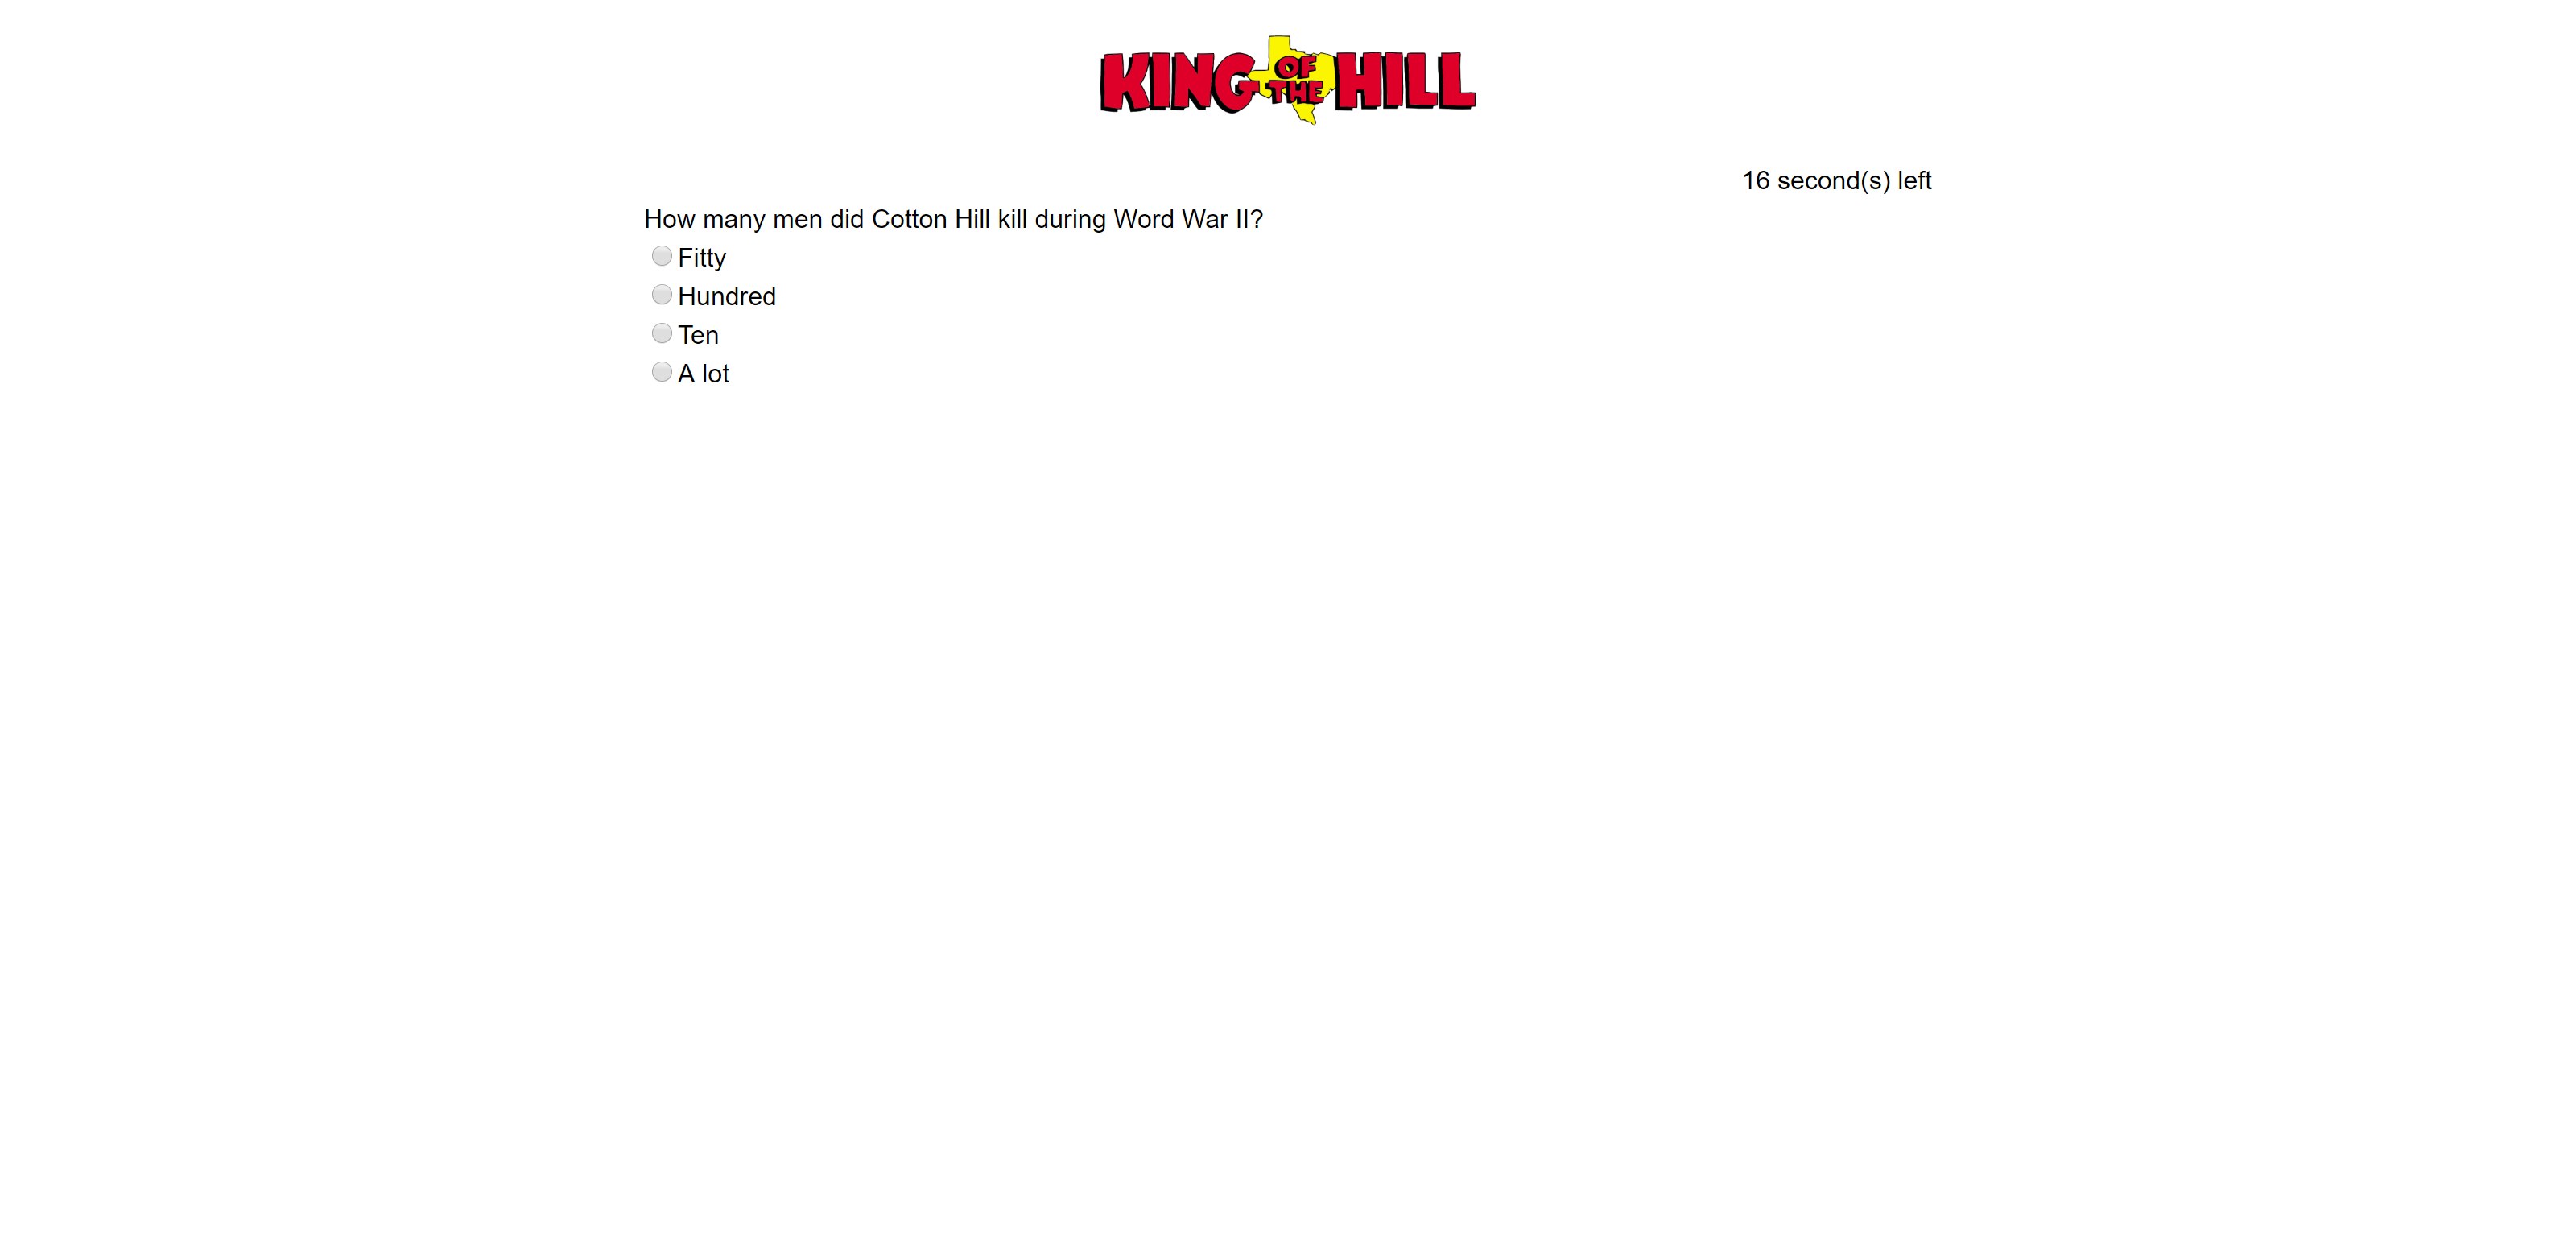 KING OF THE HILL
16 second(s) left
How many men did Cotton Hill kill during Word War II?
Fitty
Hundred
Ten
A lot